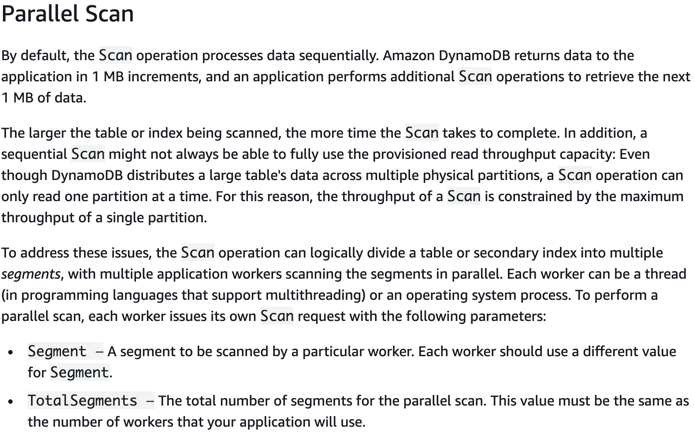 Parallel Scan
By default, the Scan operation processes data sequentially. Amazon DynamoDB returns data to the
application in 1 MB increments, and an application performs additional Scan operations to retrieve the next
1 MB of data.
The larger the table or index being scanned, the more time the Scan takes to complete. In addition, a
sequential Scan might not always be able to fully use the provisioned read throughput capacity: Even
though DynamoDB distributes a large table's data across multiple physical partitions, a Scan operation can
only read one partition at a time. For this reason, the throughput of a Scan is constrained by the maximum
throughput of a single partition.
To address these issues, the Scan operation can logically divide a table or secondary index into multiple
segments, with multiple application workers scanning the segments in parallel. Each worker can be a thread
(in programming languages that support multithreading) or an operating system process. To perform a
parallel scan, each worker issues its own Scan request with the following parameters:
• Segment – A segment to be scanned by a particular worker. Each worker should use a different value
for Segment.
• TotalSegments – The total number of segments for the parallel scan. This value must be the same as
the number of workers that your application will use.